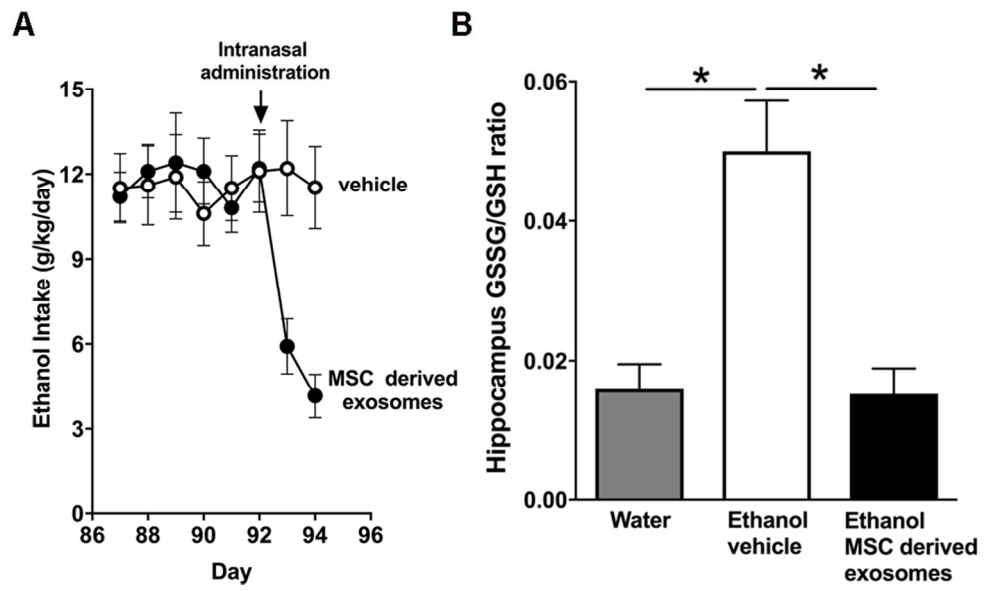 A
Intranasal
administration
15
12
9
6
3
0
Ethanol Intake (g/kg/day)
vehicle
MSC derived
exosomes
86 88 90 92 94 96
Day
B
* *
0.06
0.04
0.02
0.00
Hippocampus GSSG/GSH ratio
Water
Ethanol
vehicle
Ethanol
MSC derived
exosomes